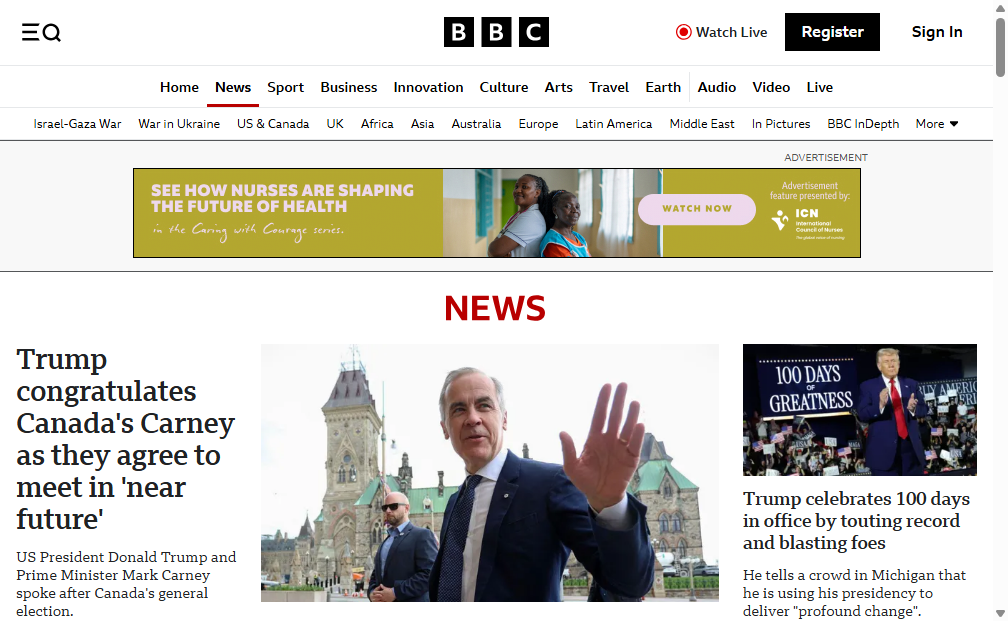 BBC
Watch Live
Register
Sign In
Home News Sport Business Innovation Culture Arts Travel Earth Audio Video Live
Israel-Gaza War War in Ukraine US & Canada UK Africa Asia Australia Europe Latin America Middle East In Pictures BBC InDepth More
ADVERTISEMENT
SEE HOW NURSES ARE SHAPING
THE FUTURE OF HEALTH
in the Caring with Courage series.
WATCH NOW
Advertisement
feature presented by:
ICN
International
Council of Nurses
The global voice of nursing
NEWS
Trump
congratulates
Canada's Carney
as they agree to
meet in 'near
future'
US President Donald Trump and
Prime Minister Mark Carney
spoke after Canada's general
election.
100 DAYS
OF
GREATNESS
Trump celebrates 100 days
in office by touting record
and blasting foes
He tells a crowd in Michigan that
he is using his presidency to
deliver "profound change".